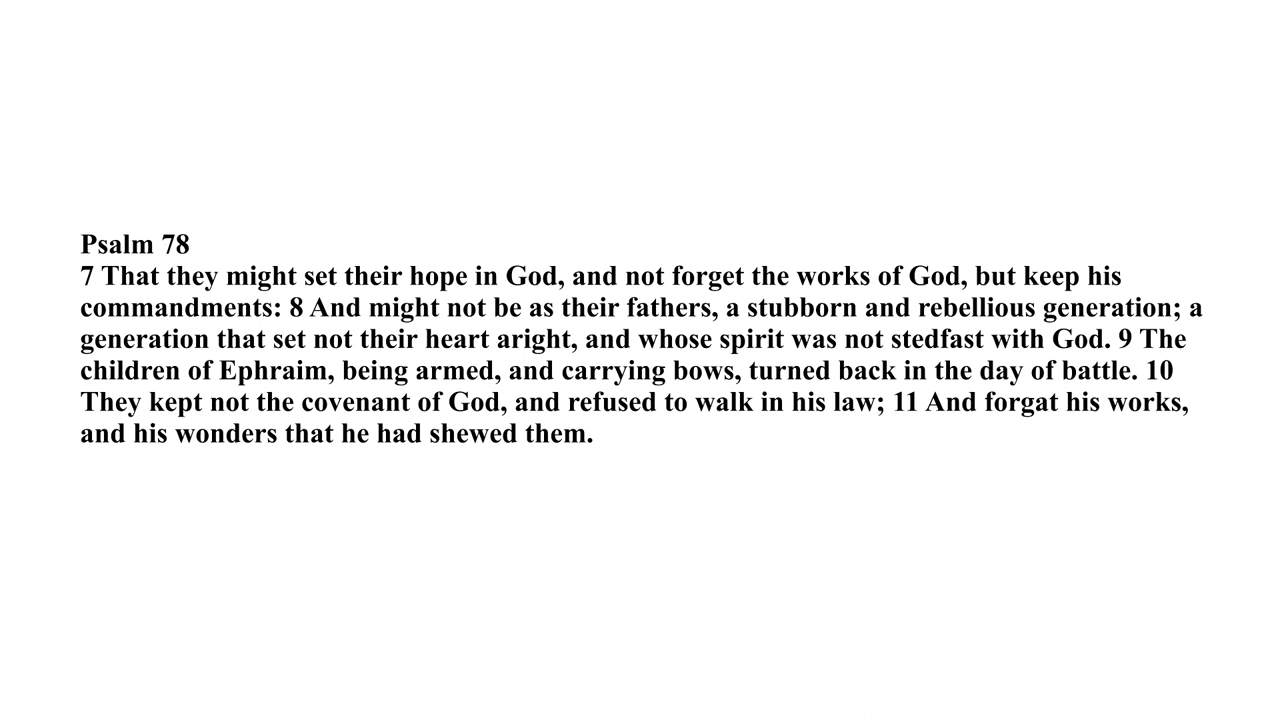 Psalm 78
7 That they might set their hope in God, and not forget the works of God, but keep his
commandments: 8 And might not be as their fathers, a stubborn and rebellious generation; a
generation that set not their heart aright, and whose spirit was not stedfast with God. 9 The
children of Ephraim, being armed, and carrying bows, turned back in the day of battle. 10
They kept not the covenant of God, and refused to walk in his law; 11 And forgat his works,
and his wonders that he had shewed them.